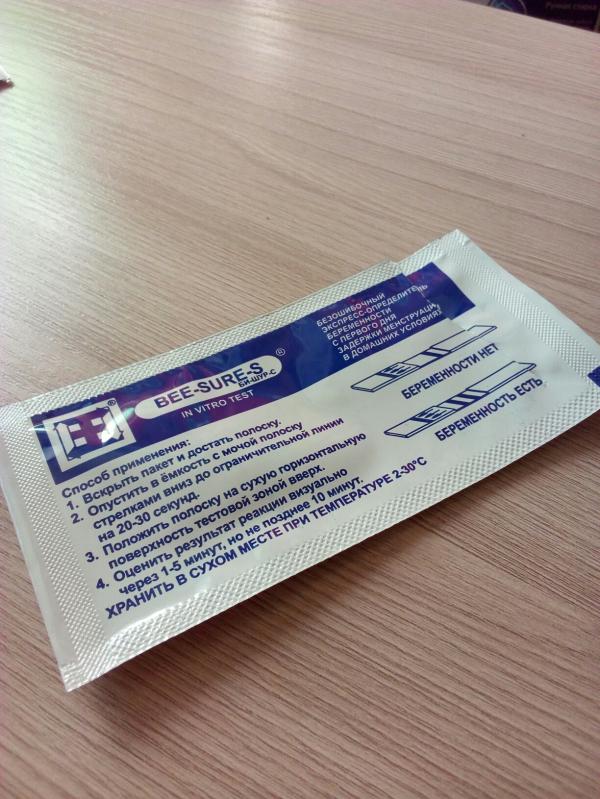 Ручная стирка
BEE-SURE-S®
БИ-ШУР-С
IN VITRO TEST
БЕЗОШИБОЧНЫЙ
ЭКСПРЕСС-ОПРЕДЕЛИТЕЛЬ
БЕРЕМЕННОСТИ
С ПЕРВОГО ДНЯ
ЗАДЕРЖКИ МЕНСТРУАЦИ
В ДОМАШНИХ УСЛОВИЯХ
БЕРЕМЕННОСТИ НЕТ
БЕРЕМЕННОСТЬ ЕСТЬ
Способ применения:
1. Вскрыть пакет и достать полоску.
2. Опустить в ёмкость с мочой полоску
стрелками вниз до ограничительной линии
на 20-30 секунд.
3. Положить полоску на сухую горизонтальную
поверхность тестовой зоной вверх.
4. Оценить результат реакции визуально
через 1-5 минут, но не позднее 10 минут.
ХРАНИТЬ В СУХОМ МЕСТЕ ПРИ ТЕМПЕРАТУРЕ 2-30°С